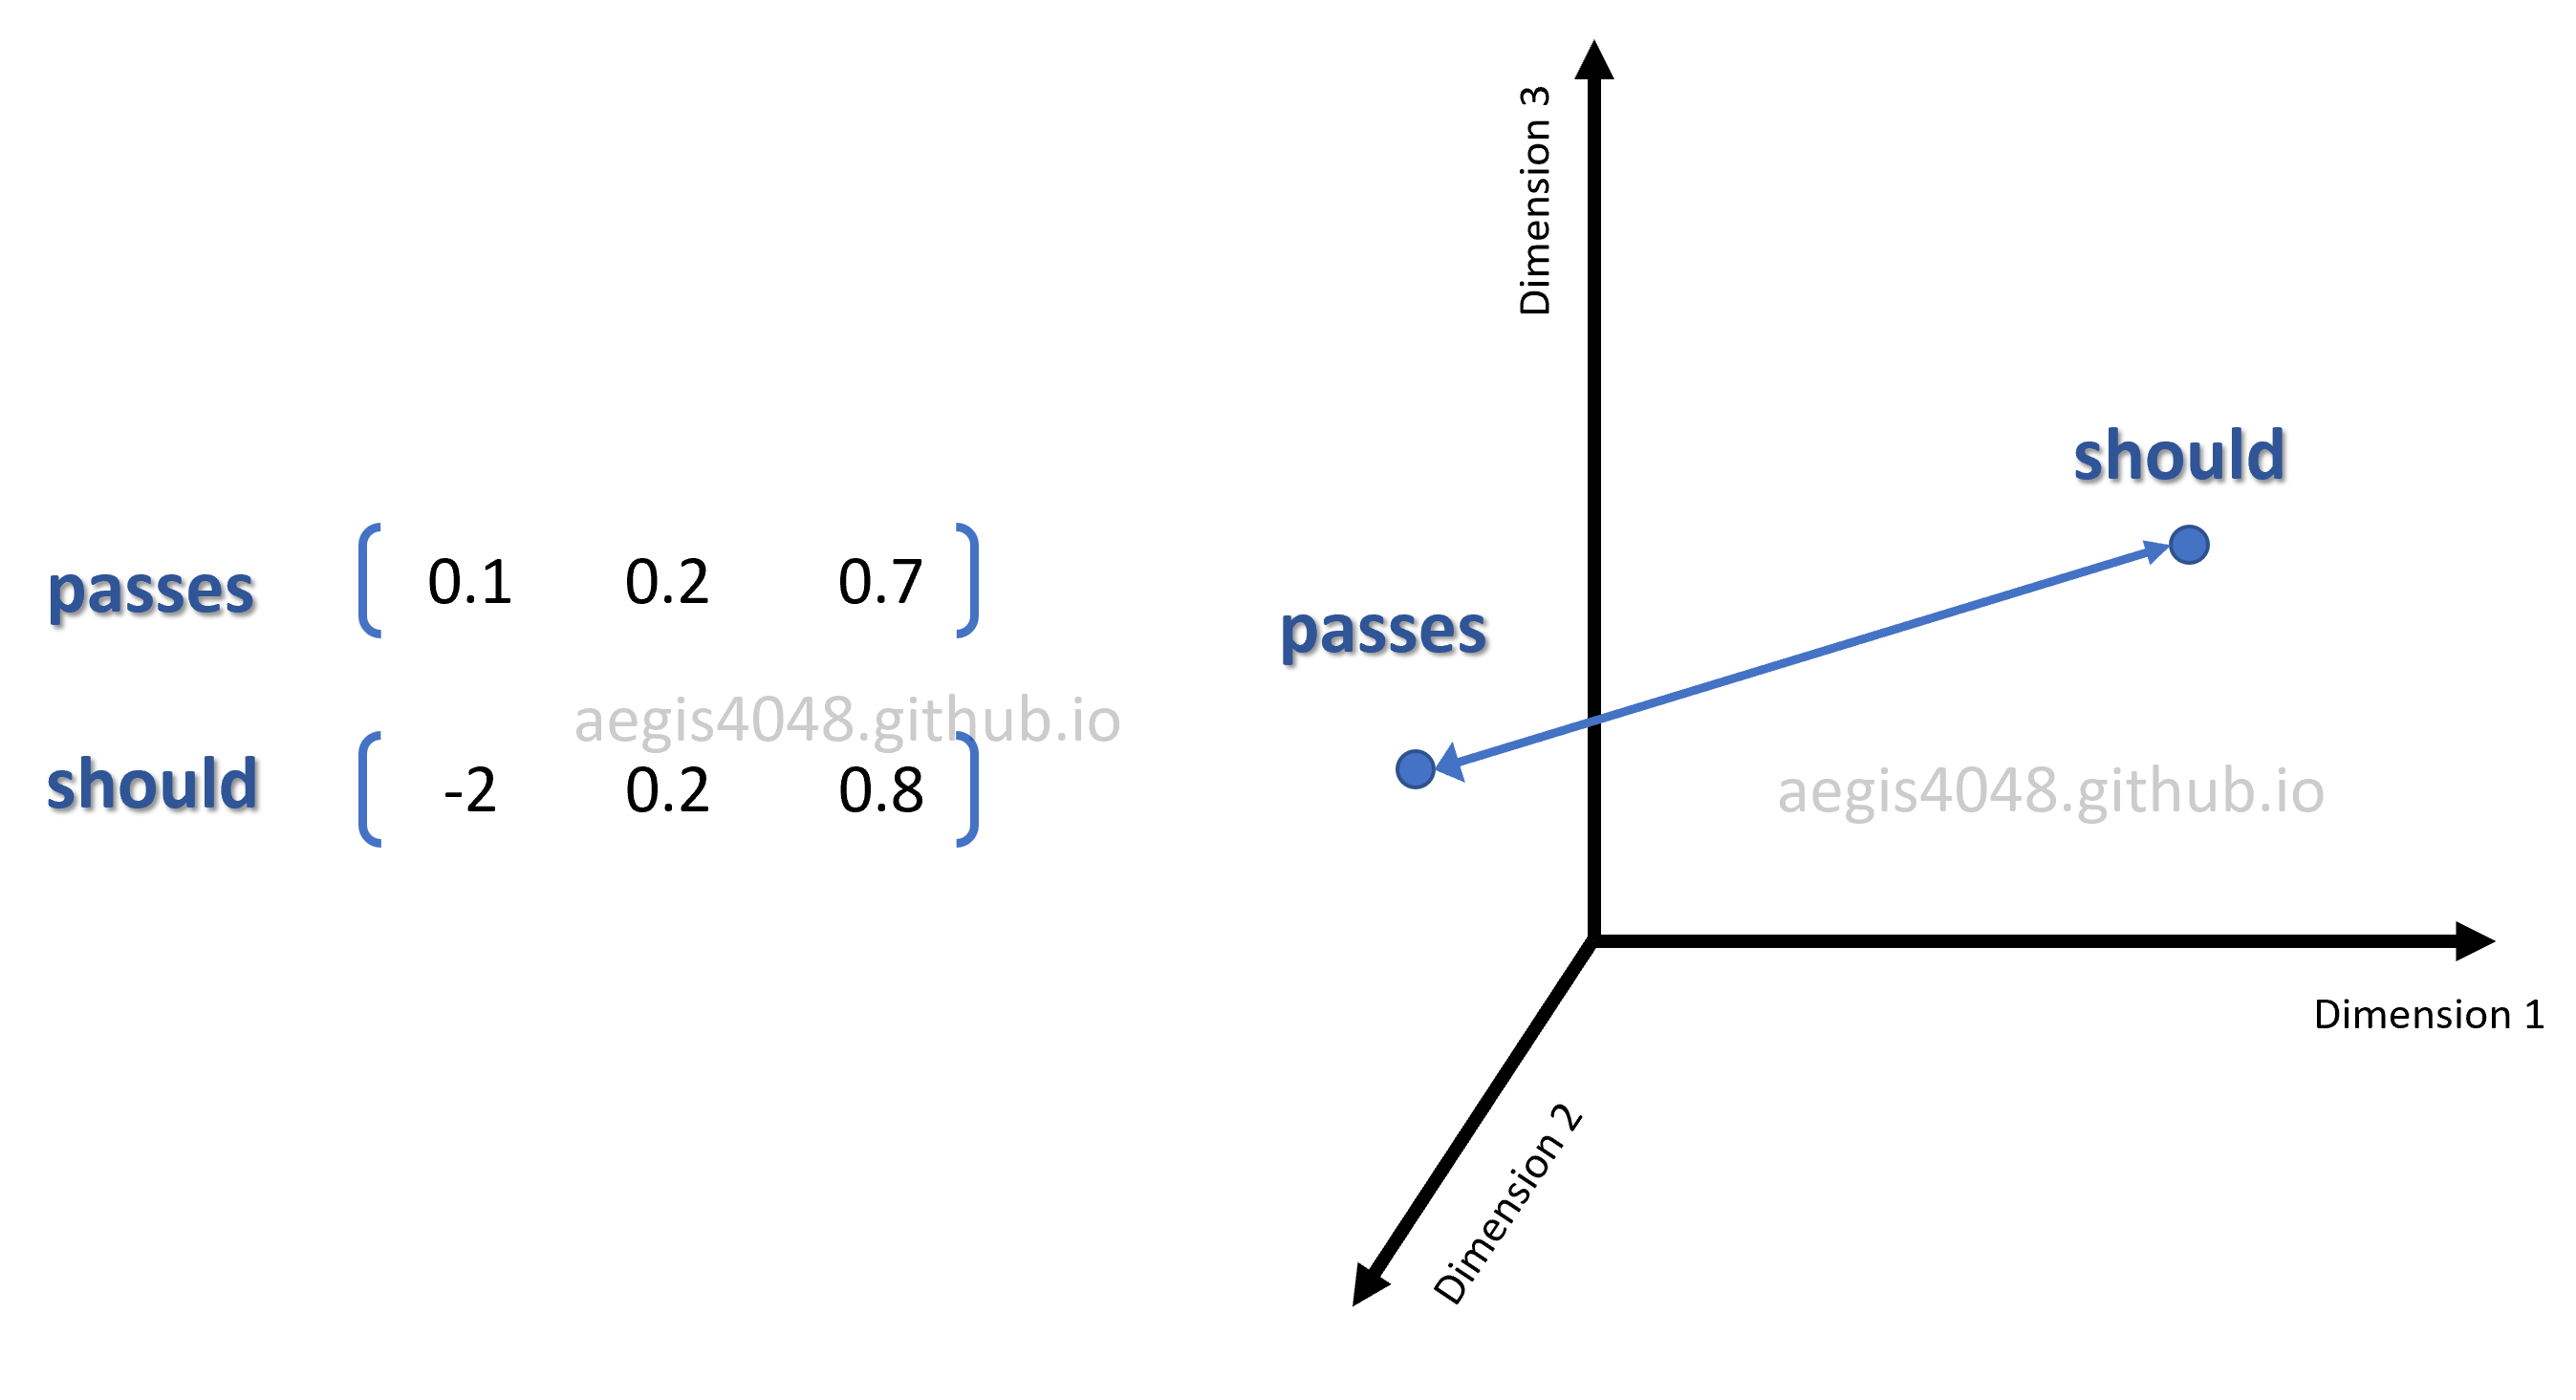 passes 0.1 0.2 0.7
aegis4048.github.io
should -2 0.2 0.8
Dimension 3
should
passes
aegis4048.github.io
Dimension 1
Dimension 2